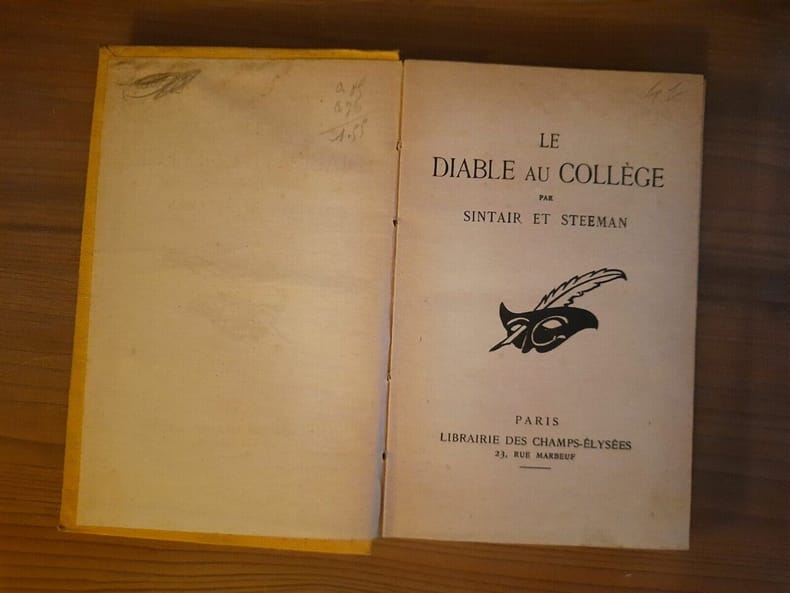 LE
DIABLE AU COLLÈGE
PAR
SINTAIR ET STEEMAN
PARIS
LIBRAIRIE DES CHAMPS-ÉLYSÉES
23, RUE MARBEUF